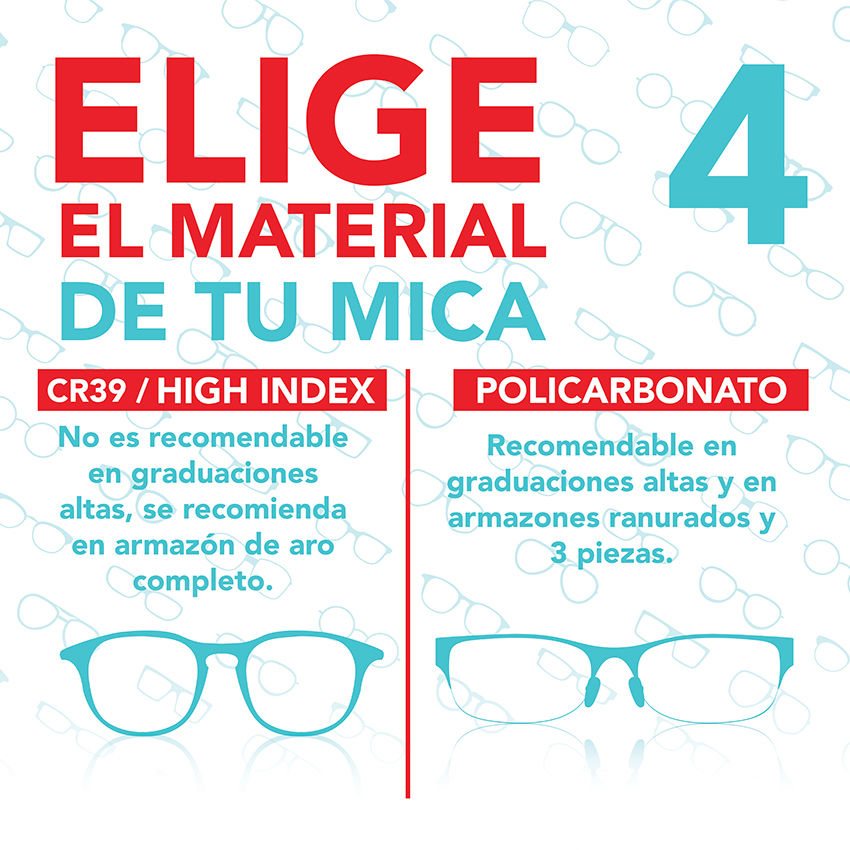 ELIGE
4
EL MATERIAL
DE TU MICA
CR39 / HIGH INDEX
No es recomendable
en graduaciones
altas, se recomienda
en armazón de aro
completo.
POLICARBONATO
Recomendable en
graduaciones altas y en
armazones ranurados y
3 piezas.